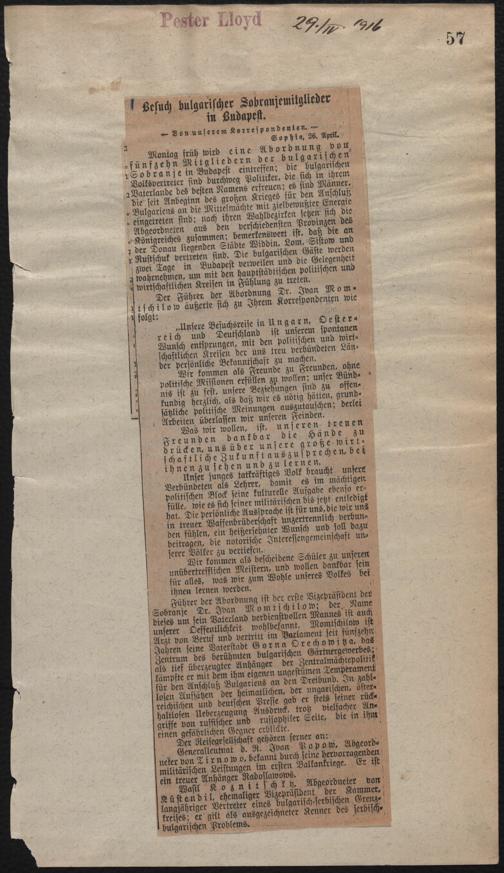 Pester Lloyd
29./IV. 1916
57
Besuch bulgarischer Sobranjemitglieder
in Budapest.
— Von unserem Korrespondenten. —
Sophia, 26. April.
Montag früh wird eine Abordnung von
fünfzehn Mitgliedern der bulgarischen
Sobranje in Budapest eintreffen; die bulgarischen
Volksvertreter sind durchweg Politiker, die sich in ihrem
Vaterlande des besten Namens erfreuen; es sind Männer,
die seit Anbeginn des großen Krieges für den Anschluß
Bulgariens an die Mittelmächte mit zielbewußter Energie
eingetreten sind; nach ihren Wahlbezirken setzen sich die
Abgeordneten aus den verschiedensten Provinzen des
Königreiches zusammen; bemerkenswert ist, daß die an
der Donau liegenden Städte Widdin, Lom, Sistow und
Rustschuk vertreten sind. Die bulgarischen Gäste werden
zwei Tage in Budapest verweilen und die Gelegenheit
wahrnehmen, um mit den hauptstädtischen politischen und
wirtschaftlichen Kreisen in Fühlung zu treten.
Der Führer der Abordnung Dr. Ivan Mom-
tschilow äußerte sich zu Ihrem Korrespondenten wie
folgt:
„Unsere Besuchsreise in Ungarn, Oester-
reich und Deutschland ist unserem spontanen
Wunsch entsprungen, mit den politischen und wirt-
schaftlichen Kreisen der uns treu verbündeten Län-
der persönliche Bekanntschaft zu machen.
Wir kommen als Freunde zu Freunden, ohne
politische Missionen erfüllen zu wollen; unser Bünd-
nis ist zu fest, unsere Beziehungen sind zu offen-
kundig herzlich, als daß wir es nötig hätten, grund-
sätzliche politische Meinungen auszutauschen; derlei
Arbeiten überlassen wir unseren Feinden.
Was wir wollen, ist, unseren treuen
Freunden dankbar die Hände zu
drücken, uns über unsere große wirt-
schaftliche Zukunft auszusprechen, bei
ihnen zu sehen und zu lernen.
Unser junges tatkräftiges Volk braucht unsere
Verbündeten als Lehrer, damit es im mächtigen
politischen Block seine kulturelle Aufgabe ebenso er-
fülle, wie es sich seiner militärischen bis jetzt entledigt
hat. Die persönliche Aussprache ist für uns, die wir uns
in treuer Waffenbrüderschaft unzertrennlich verbun-
den fühlen, ein heißersehnter Wunsch und soll dazu
beitragen, die notorische Interessengemeinschaft un-
serer Völker zu vertiefen.
Wir kommen als bescheidene Schüler zu unseren
unübertrefflichen Meistern, und wollen dankbar sein
für alles, was wir zum Wohle unseres Volkes bei
ihnen lernen werden.
Führer der Abordnung ist der erste Vizepräsident der
Sobranje Dr. Ivan Momtschilow; der Name
dieses um sein Vaterland verdienstvollen Mannes ist auch
unserer Oeffentlichkeit wohlbekannt. Momtschilow ist
Arzt von Beruf und vertritt im Parlament seit fünfzehn
Jahren seine Vaterstadt Gorna Orechowitza, das
Zentrum des berühmten bulgarischen Gärtnergewerbes;
als tief überzeugter Anhänger der Zentralmächtepolitik
kämpfte er mit dem ihm eigenen ungestümen Temperament
für den Anschluß Bulgariens an den Dreibund. In zahl-
losen Aufsätzen der heimatlichen, der ungarischen, öster-
reichischen und deutschen Presse gab er stets seiner rück-
haltlosen Ueberzeugung Ausdruck, trotz vielfacher An-
griffe von russischer und russophiler Seite, die in ihm
einen gefährlichen Gegner erblickte.
Der Reisegesellschaft gehören ferner an:
Generalleutnat d. R. Ivan Papow, Abgeord-
neter von Tirnowo, bekannt durch seine hervorragenden
militärischen Leistungen im ersten Balkankriege. Er ist
ein treuer Anhänger Radoslawows.
Wasil Koznitschky, Abgeordneter von
Küstendil, ehemaliger Vizepräsident der Kammer,
langjähriger Vertreter eines bulgarisch-serbischen Grenz-
kreises; er gilt als ausgezeichneter Kenner des serbisch-
bulgarischen Problems.